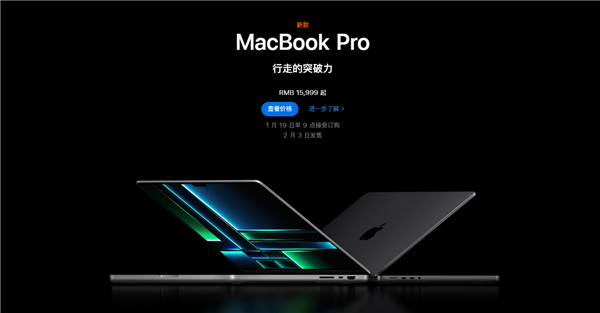 新款
MacBook Pro
行走的突破力
RMB 15,999 起
查看价格 进一步了解 >
1 月 19 日早 9 点接受订购
2 月 3 日发售